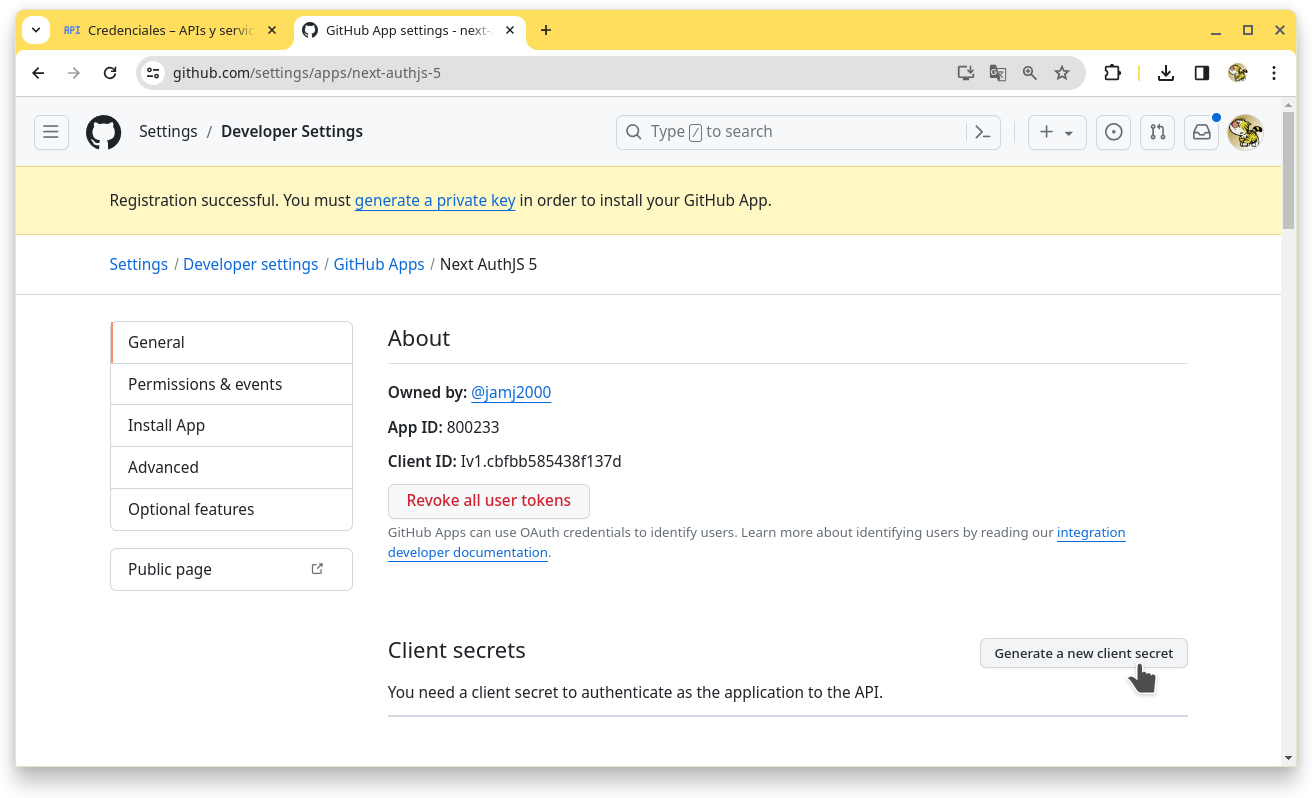 API Credenciales – APIs y servic
GitHub App settings - next-
github.com/settings/apps/next-authjs-5
Settings / Developer Settings
Type / to search
Registration successful. You must generate a private key in order to install your GitHub App.
Settings / Developer settings / GitHub Apps / Next AuthJS 5
General
Permissions & events
Install App
Advanced
Optional features
Public page
About
Owned by: @jamj2000
App ID: 800233
Client ID: Iv1.cbfbb585438f137d
Revoke all user tokens
GitHub Apps can use OAuth credentials to identify users. Learn more about identifying users by reading our integration
developer documentation.
Client secrets
Generate a new client secret
You need a client secret to authenticate as the application to the API.